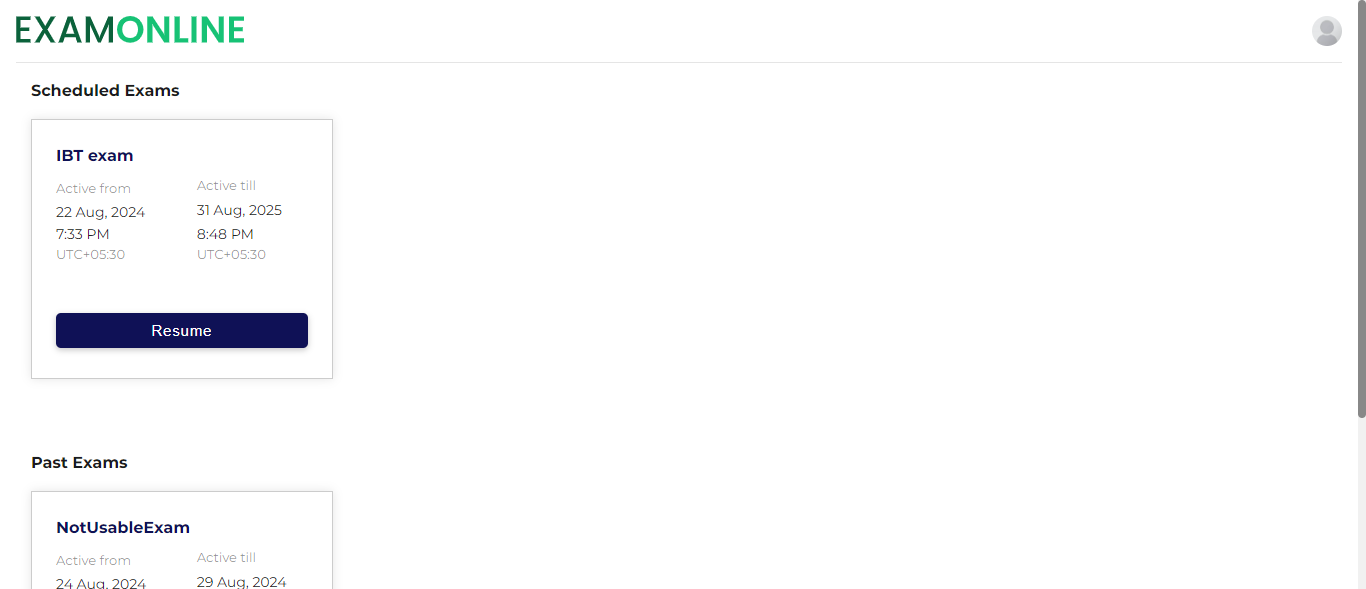 EXAMONLINE
Scheduled Exams
IBT exam
Active from
Active till
22 Aug, 2024
31 Aug, 2025
7:33 PM
8:48 PM
UTC+05:30
UTC+05:30
Resume
Past Exams
NotUsableExam
Active from
Active till
24 Aug, 2024
29 Aug, 2024